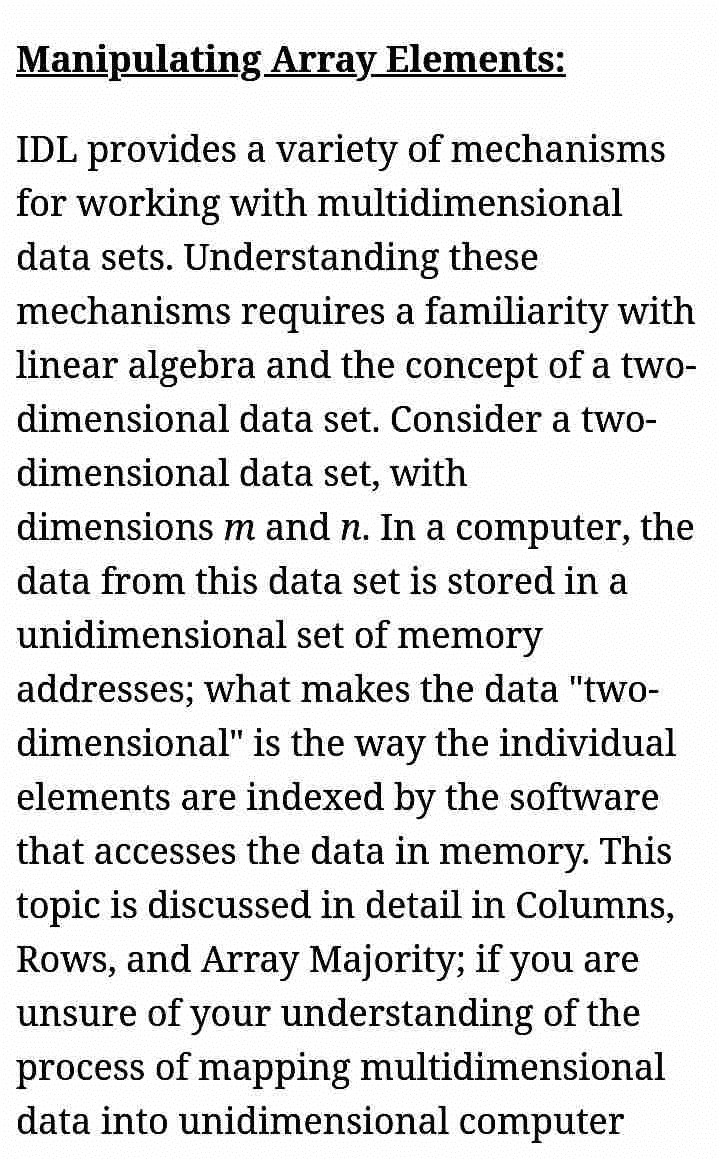 Manipulating Array Elements:
IDL provides a variety of mechanisms
for working with multidimensional
data sets. Understanding these
mechanisms requires a familiarity with
linear algebra and the concept of a two-
dimensional data set. Consider a two-
dimensional data set, with
dimensions m and n. In a computer, the
data from this data set is stored in a
unidimensional set of memory
addresses; what makes the data "two-
dimensional" is the way the individual
elements are indexed by the software
that accesses the data in memory. This
topic is discussed in detail in Columns,
Rows, and Array Majority; if you are
unsure of your understanding of the
process of mapping multidimensional
data into unidimensional computer